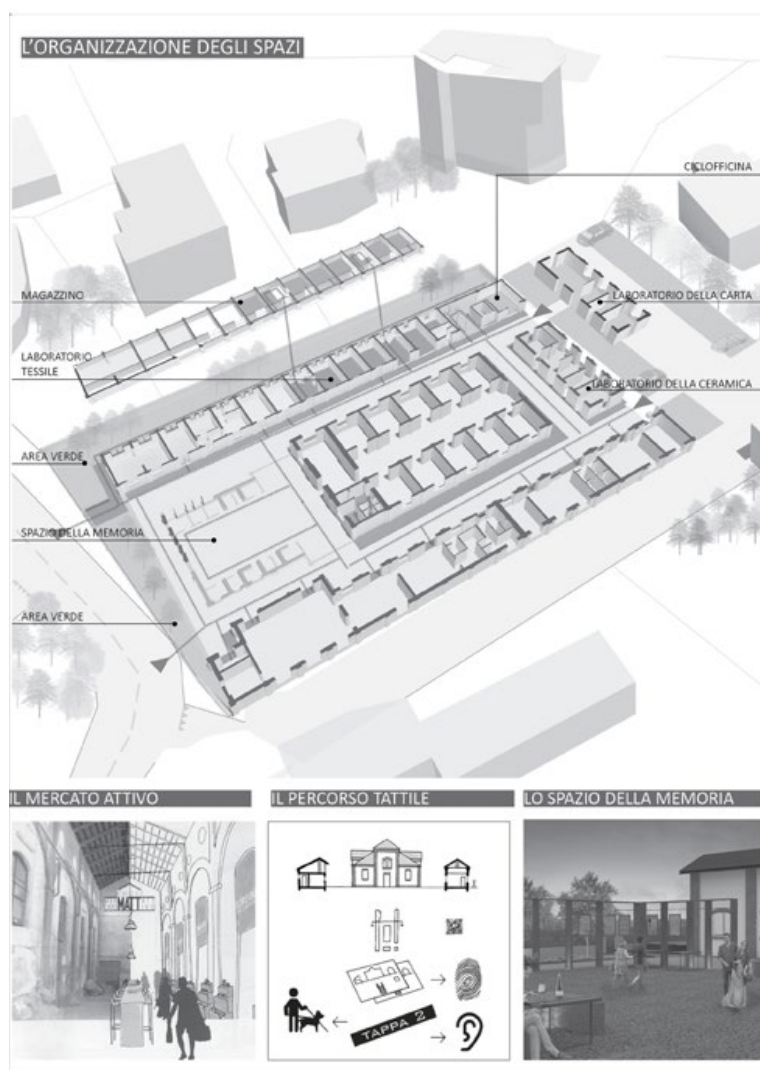 L'ORGANIZZAZIONE DEGLI SPAZI
CICLOFFICINA
MAGAZZINO
LABORATORIO DELLA CARTA
LABORATORIO
TESSILE
LABORATORIO DELLA CERAMICA
AREA VERDE
SPAZIO DELLA MEMORIA
AREA VERDE
IL MERCATO ATTIVO
IL PERCORSO TATTILE
LO SPAZIO DELLA MEMORIA
MATT
TAPPA 2